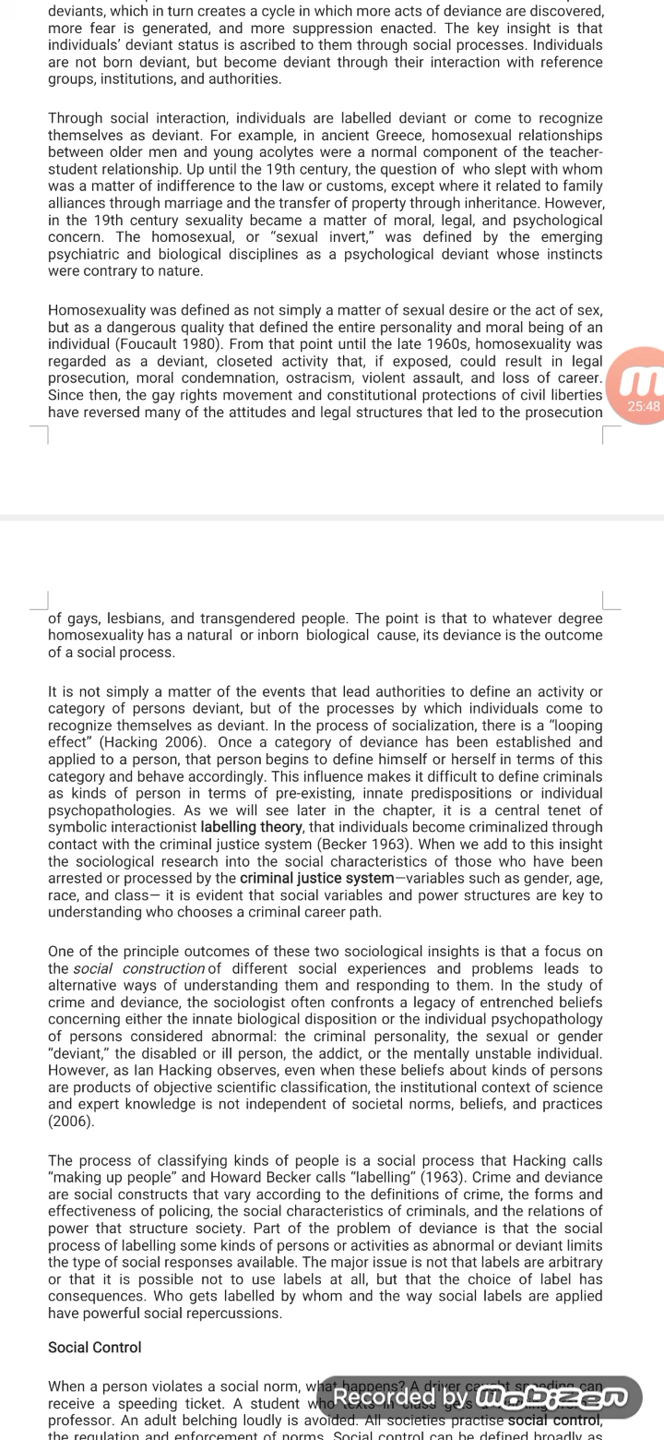 deviants, which in turn creates a cycle in which more acts of deviance are discovered,
more fear is generated, and more suppression enacted. The key insight is that
individuals’ deviant status is ascribed to them through social processes. Individuals
are not born deviant, but become deviant through their interaction with reference
groups, institutions, and authorities.
Through social interaction, individuals are labelled deviant or come to recognize
themselves as deviant. For example, in ancient Greece, homosexual relationships
between older men and young acolytes were a normal component of the teacher-
student relationship. Up until the 19th century, the question of who slept with whom
was a matter of indifference to the law or customs, except where it related to family
alliances through marriage and the transfer of property through inheritance. However,
in the 19th century sexuality became a matter of moral, legal, and psychological
concern. The homosexual, or “sexual invert,” was defined by the emerging
psychiatric and biological disciplines as a psychological deviant whose instincts
were contrary to nature.
Homosexuality was defined as not simply a matter of sexual desire or the act of sex,
but as a dangerous quality that defined the entire personality and moral being of an
individual (Foucault 1980). From that point until the late 1960s, homosexuality was
regarded as a deviant, closeted activity that, if exposed, could result in legal
prosecution, moral condemnation, ostracism, violent assault, and loss of career.
Since then, the gay rights movement and constitutional protections of civil liberties
have reversed many of the attitudes and legal structures that led to the prosecution
25:48
of gays, lesbians, and transgendered people. The point is that to whatever degree
homosexuality has a natural or inborn biological cause, its deviance is the outcome
of a social process.
It is not simply a matter of the events that lead authorities to define an activity or
category of persons deviant, but of the processes by which individuals come to
recognize themselves as deviant. In the process of socialization, there is a “looping
effect” (Hacking 2006). Once a category of deviance has been established and
applied to a person, that person begins to define himself or herself in terms of this
category and behave accordingly. This influence makes it difficult to define criminals
as kinds of person in terms of pre-existing, innate predispositions or individual
psychopathologies. As we will see later in the chapter, it is a central tenet of
symbolic interactionist labelling theory, that individuals become criminalized through
contact with the criminal justice system (Becker 1963). When we add to this insight
the sociological research into the social characteristics of those who have been
arrested or processed by the criminal justice system—variables such as gender, age,
race, and class— it is evident that social variables and power structures are key to
understanding who chooses a criminal career path.
One of the principle outcomes of these two sociological insights is that a focus on
the social construction of different social experiences and problems leads to
alternative ways of understanding them and responding to them. In the study of
crime and deviance, the sociologist often confronts a legacy of entrenched beliefs
concerning either the innate biological disposition or the individual psychopathology
of persons considered abnormal: the criminal personality, the sexual or gender
“deviant,” the disabled or ill person, the addict, or the mentally unstable individual.
However, as Ian Hacking observes, even when these beliefs about kinds of persons
are products of objective scientific classification, the institutional context of science
and expert knowledge is not independent of societal norms, beliefs, and practices
(2006).
The process of classifying kinds of people is a social process that Hacking calls
“making up people” and Howard Becker calls “labelling” (1963). Crime and deviance
are social constructs that vary according to the definitions of crime, the forms and
effectiveness of policing, the social characteristics of criminals, and the relations of
power that structure society. Part of the problem of deviance is that the social
process of labelling some kinds of persons or activities as abnormal or deviant limits
the type of social responses available. The major issue is not that labels are arbitrary
or that it is possible not to use labels at all, but that the choice of label has
consequences. Who gets labelled by whom and the way social labels are applied
have powerful social repercussions.
Social Control
When a person violates a social norm, what happens? A driver caught speeding can
receive a speeding ticket. A student who texts in class gets a
professor. An adult belching loudly is avoided. All societies practise social control,
the regulation and enforcement of norms. Social control can be defined broadly as
Recorded by Mobizen